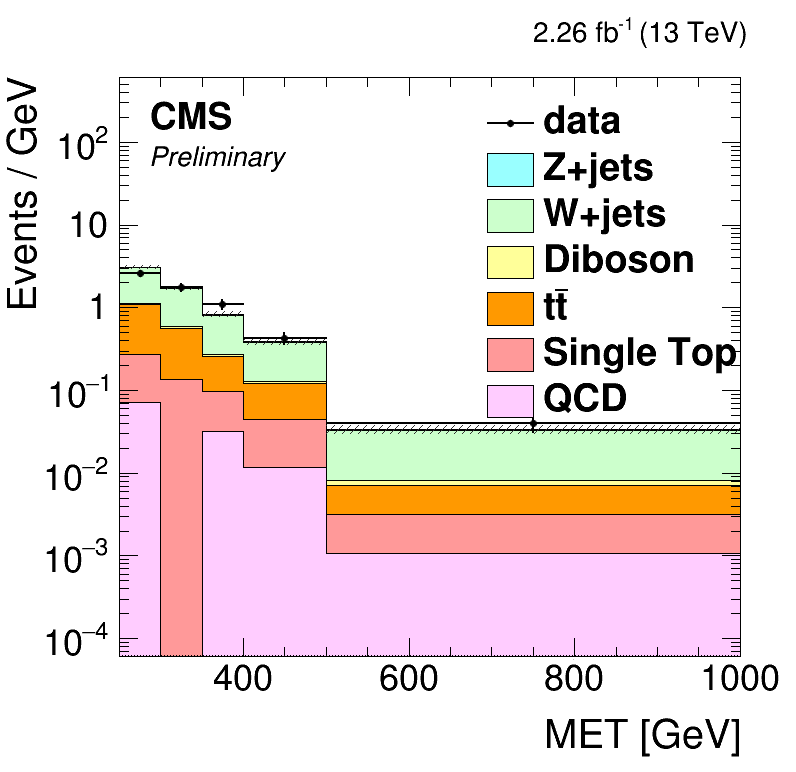 2.26 fb⁻¹ (13 TeV)
CMS
Preliminary
data
Z+jets
W+jets
Diboson
tt̄
Single Top
QCD
Events / GeV
10²
10
1
10⁻¹
10⁻²
10⁻³
10⁻⁴
400 600 800 1000
MET [GeV]